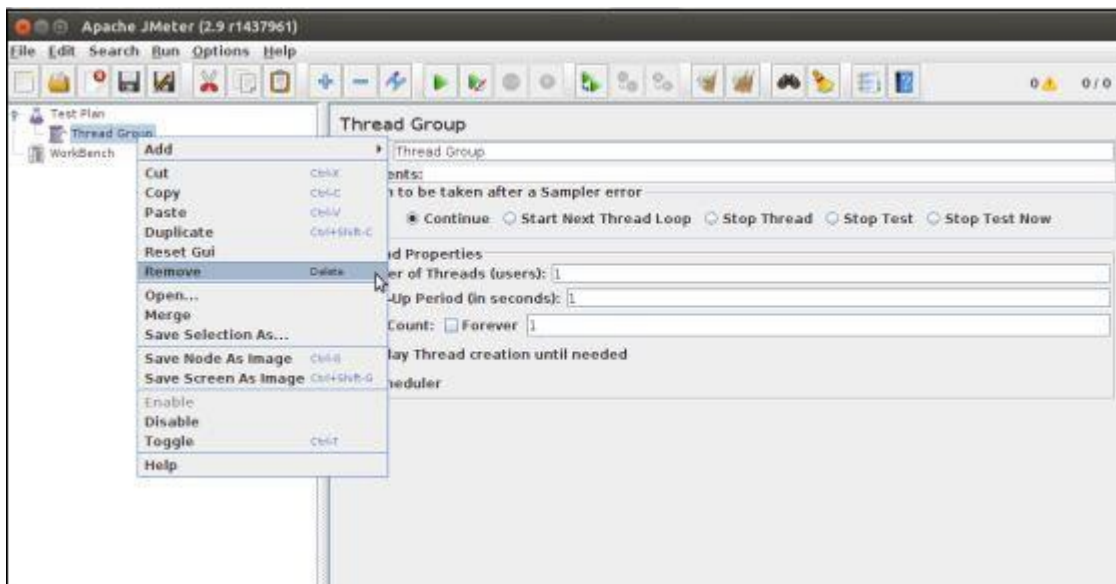 Apache JMeter (2.9 r1437961)
File Edit Search Run Options Help
0 0 / 0
Test Plan
Thread Group
WorkBench
Thread Group
Thread Group
ents:
n to be taken after a Sampler error
Continue Start Next Thread Loop Stop Thread Stop Test Stop Test Now
d Properties
er of Threads (users): 1
-Up Period (in seconds): 1
Count: Forever 1
lay Thread creation until needed
eduler
Add
Cut Ctrl-X
Copy Ctrl-C
Paste Ctrl-V
Duplicate Ctrl+Shift-C
Reset Gui
Remove Delete
Open...
Merge
Save Selection As...
Save Node As Image Ctrl-G
Save Screen As Image Ctrl+Shift-G
Enable
Disable
Toggle Ctrl-T
Help